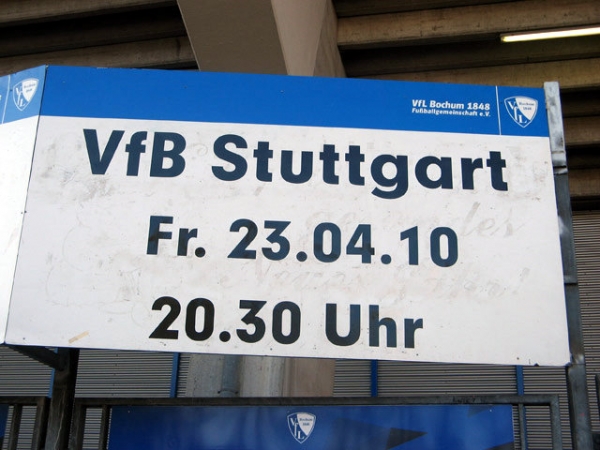 VfL Bochum 1848
Fußballgemeinschaft e.V.
VfB Stuttgart
Fr. 23.04.10
20.30 Uhr